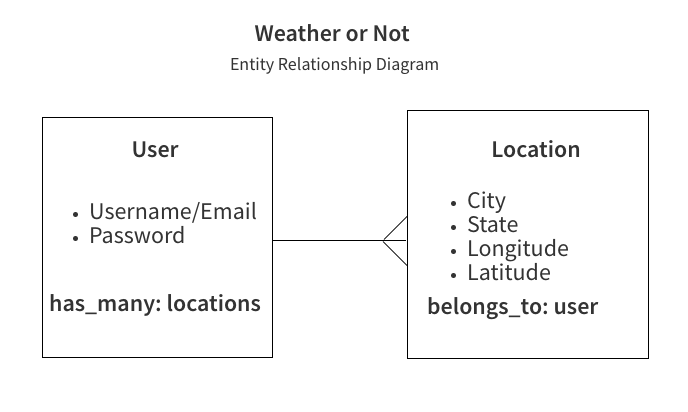 Weather or Not
Entity Relationship Diagram
User
• Username/Email
• Password
has_many: locations
Location
• City
• State
• Longitude
• Latitude
belongs_to: user